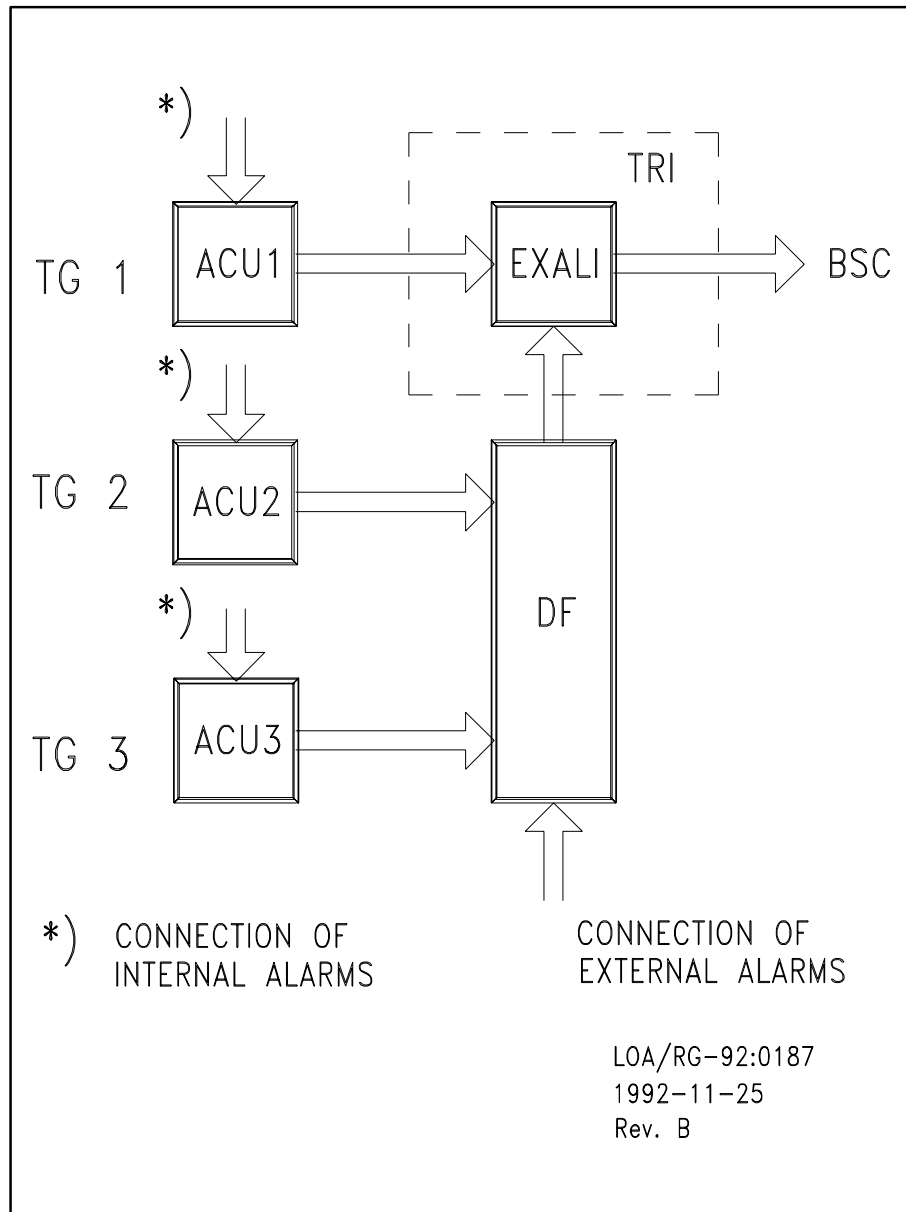 *)
TRI
TG 1
ACU1
EXALI
BSC
*)
TG 2
ACU2
*)
DF
TG 3
ACU3
*) CONNECTION OF
INTERNAL ALARMS
CONNECTION OF
EXTERNAL ALARMS
LOA/RG-92:0187
1992-11-25
Rev. B